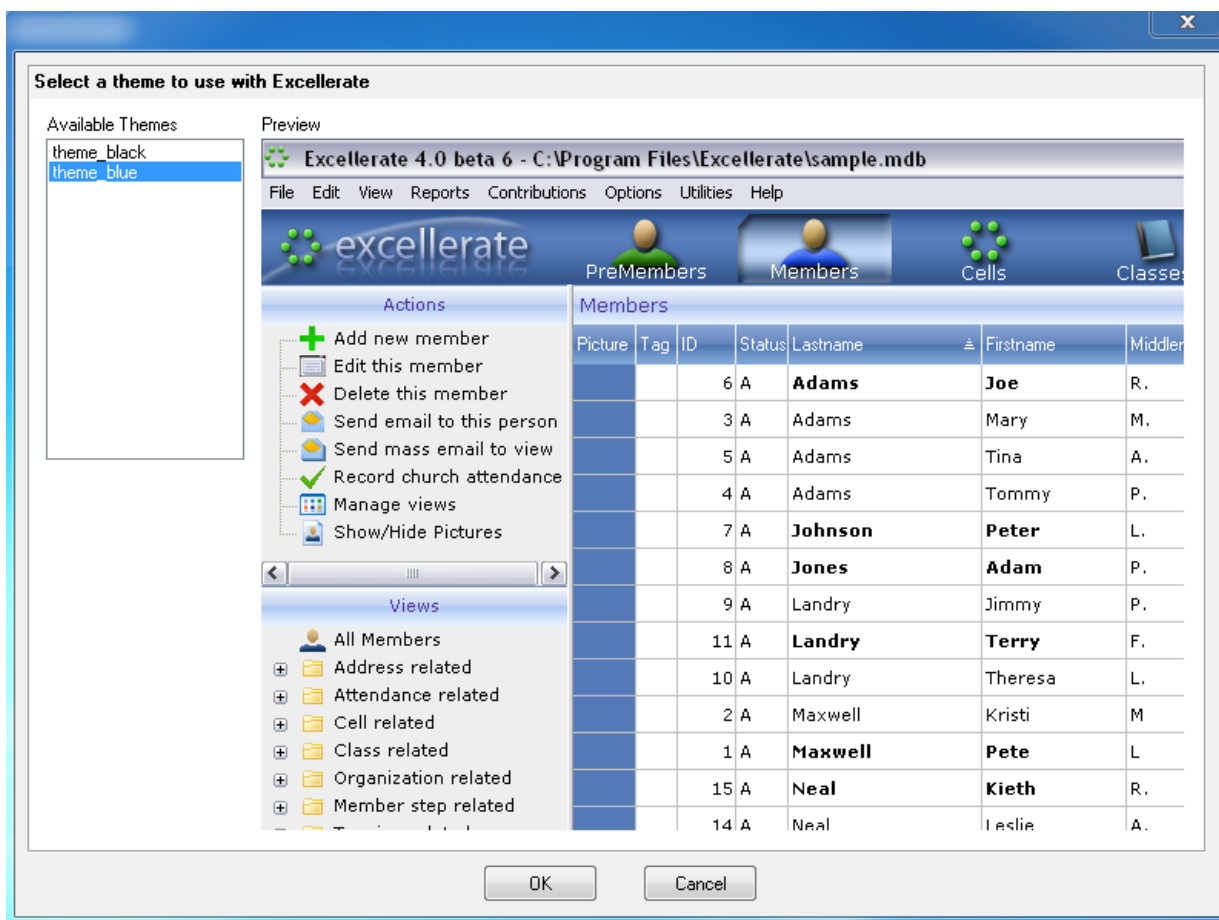 X
Select a theme to use with Excellerate
Available Themes
theme_black
theme_blue
Preview
Excellerate 4.0 beta 6 - C:\Program Files\Excellerate\sample.mdb
File Edit View Reports Contributions Options Utilities Help
excellerate
PreMembers Members Cells Classes
Actions
Add new member
Edit this member
Delete this member
Send email to this person
Send mass email to view
Record church attendance
Manage views
Show/Hide Pictures
Views
All Members
Address related
Attendance related
Cell related
Class related
Organization related
Member step related
Members
Picture Tag ID Status Lastname Firstname
6 A Adams Joe R.
3 A Adams Mary M.
5 A Adams Tina A.
4 A Adams Tommy P.
7 A Johnson Peter L.
8 A Jones Adam P.
9 A Landry Jimmy P.
11 A Landry Terry F.
10 A Landry Theresa L.
2 A Maxwell Kristi M
1 A Maxwell Pete L
15 A Neal Kieth R.
14 A Neal Leslie A.
OK Cancel